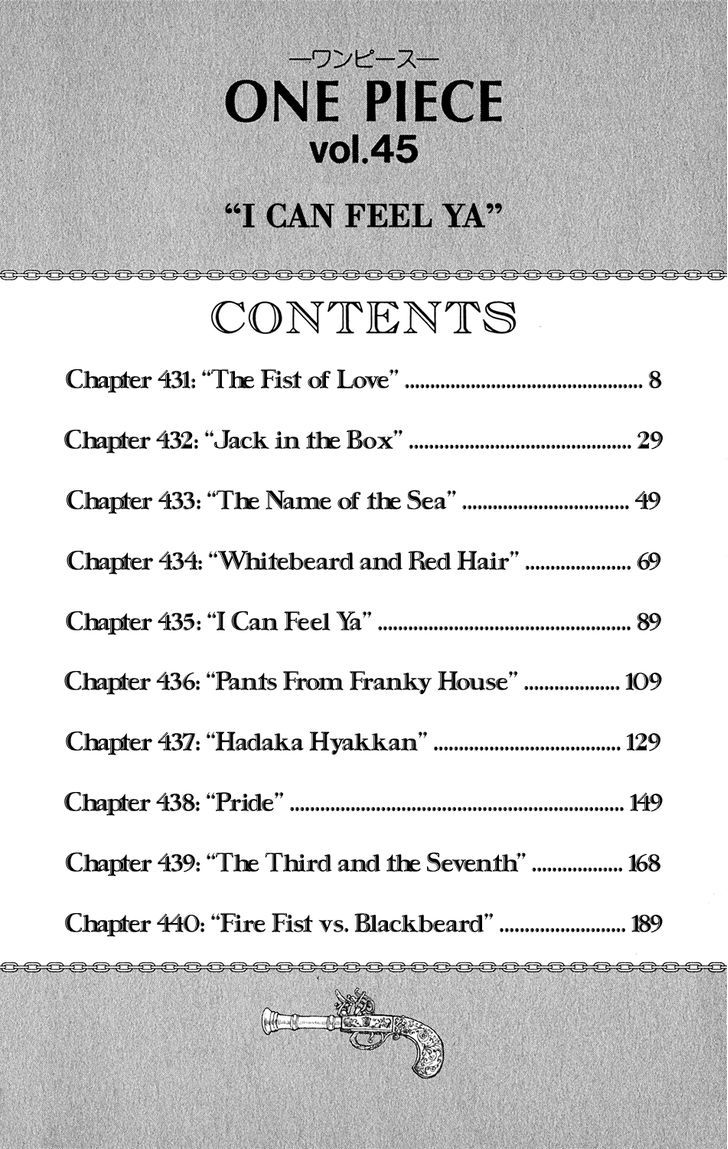 —ワンピース—
ONE PIECE
vol.45
“I CAN FEEL YA”
CONTENTS
Chapter 431: “The Fist of Love” ............................................. 8
Chapter 432: “Jack in the Box” .......................................... 29
Chapter 433: “The Name of the Sea” ................................ 49
Chapter 434: “Whitebeard and Red Hair” .................... 69
Chapter 435: “I Can Feel Ya” ................................................ 89
Chapter 436: “Pants From Franky House” .................. 109
Chapter 437: “Hadaka Hyakkan” ................................... 129
Chapter 438: “Pride” ............................................................... 149
Chapter 439: “The Third and the Seventh” ................. 168
Chapter 440: “Fire Fist vs. Blackbeard” ........................ 189